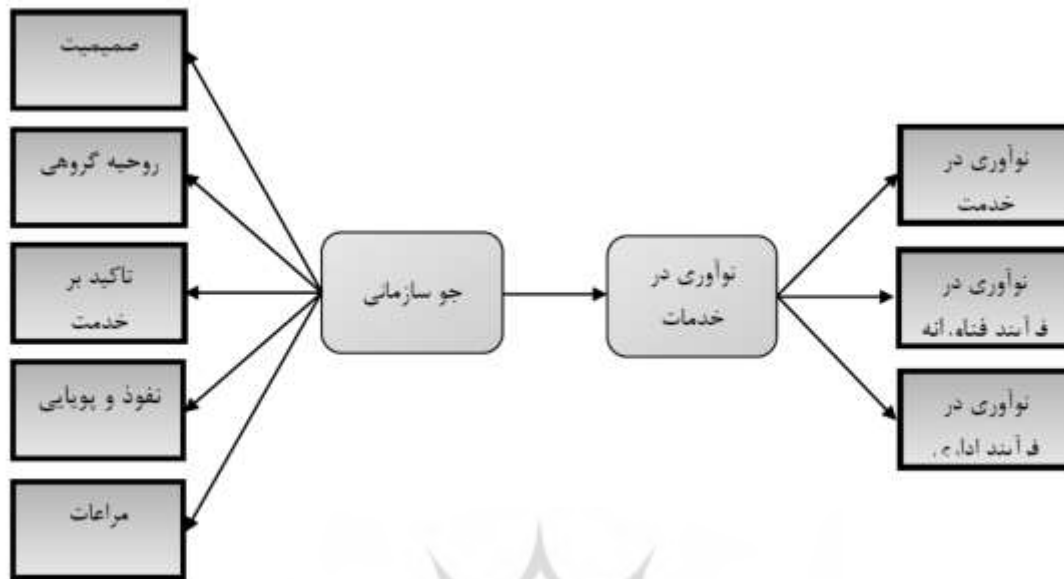 صمیمیت
روحیه گروهی
تاکید بر
خدمت
نفوذ و پویایی
مراعات
جو سازمانی
نوآوری در
خدمات
نوآوری در
خدمت
نوآوری در
فرآیند فناورانه
نوآوری در
فرآیند اداری